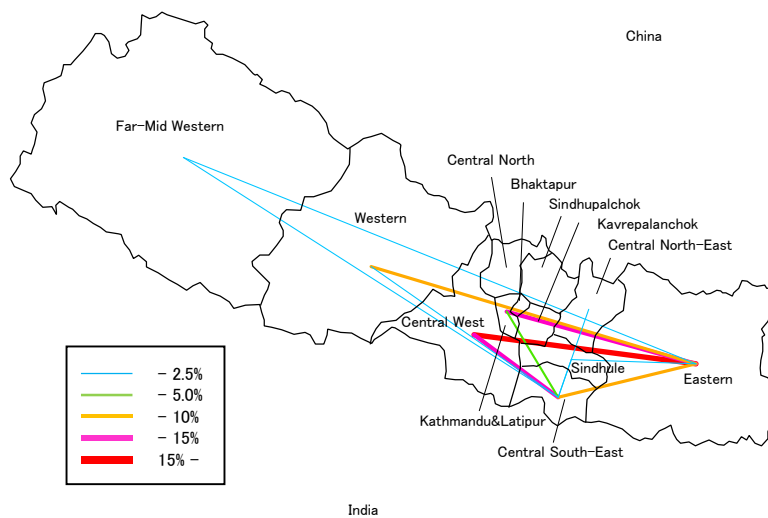 China
Far-Mid Western
Central North
Bhaktapur
Sindhupalchok
Western
Kavrepalanchok
Central North-East
Central West
Sindhule
Eastern
- 2.5%
- 5.0%
- 10%
- 15%
15% -
Kathmandu&Latipur
Central South-East
India